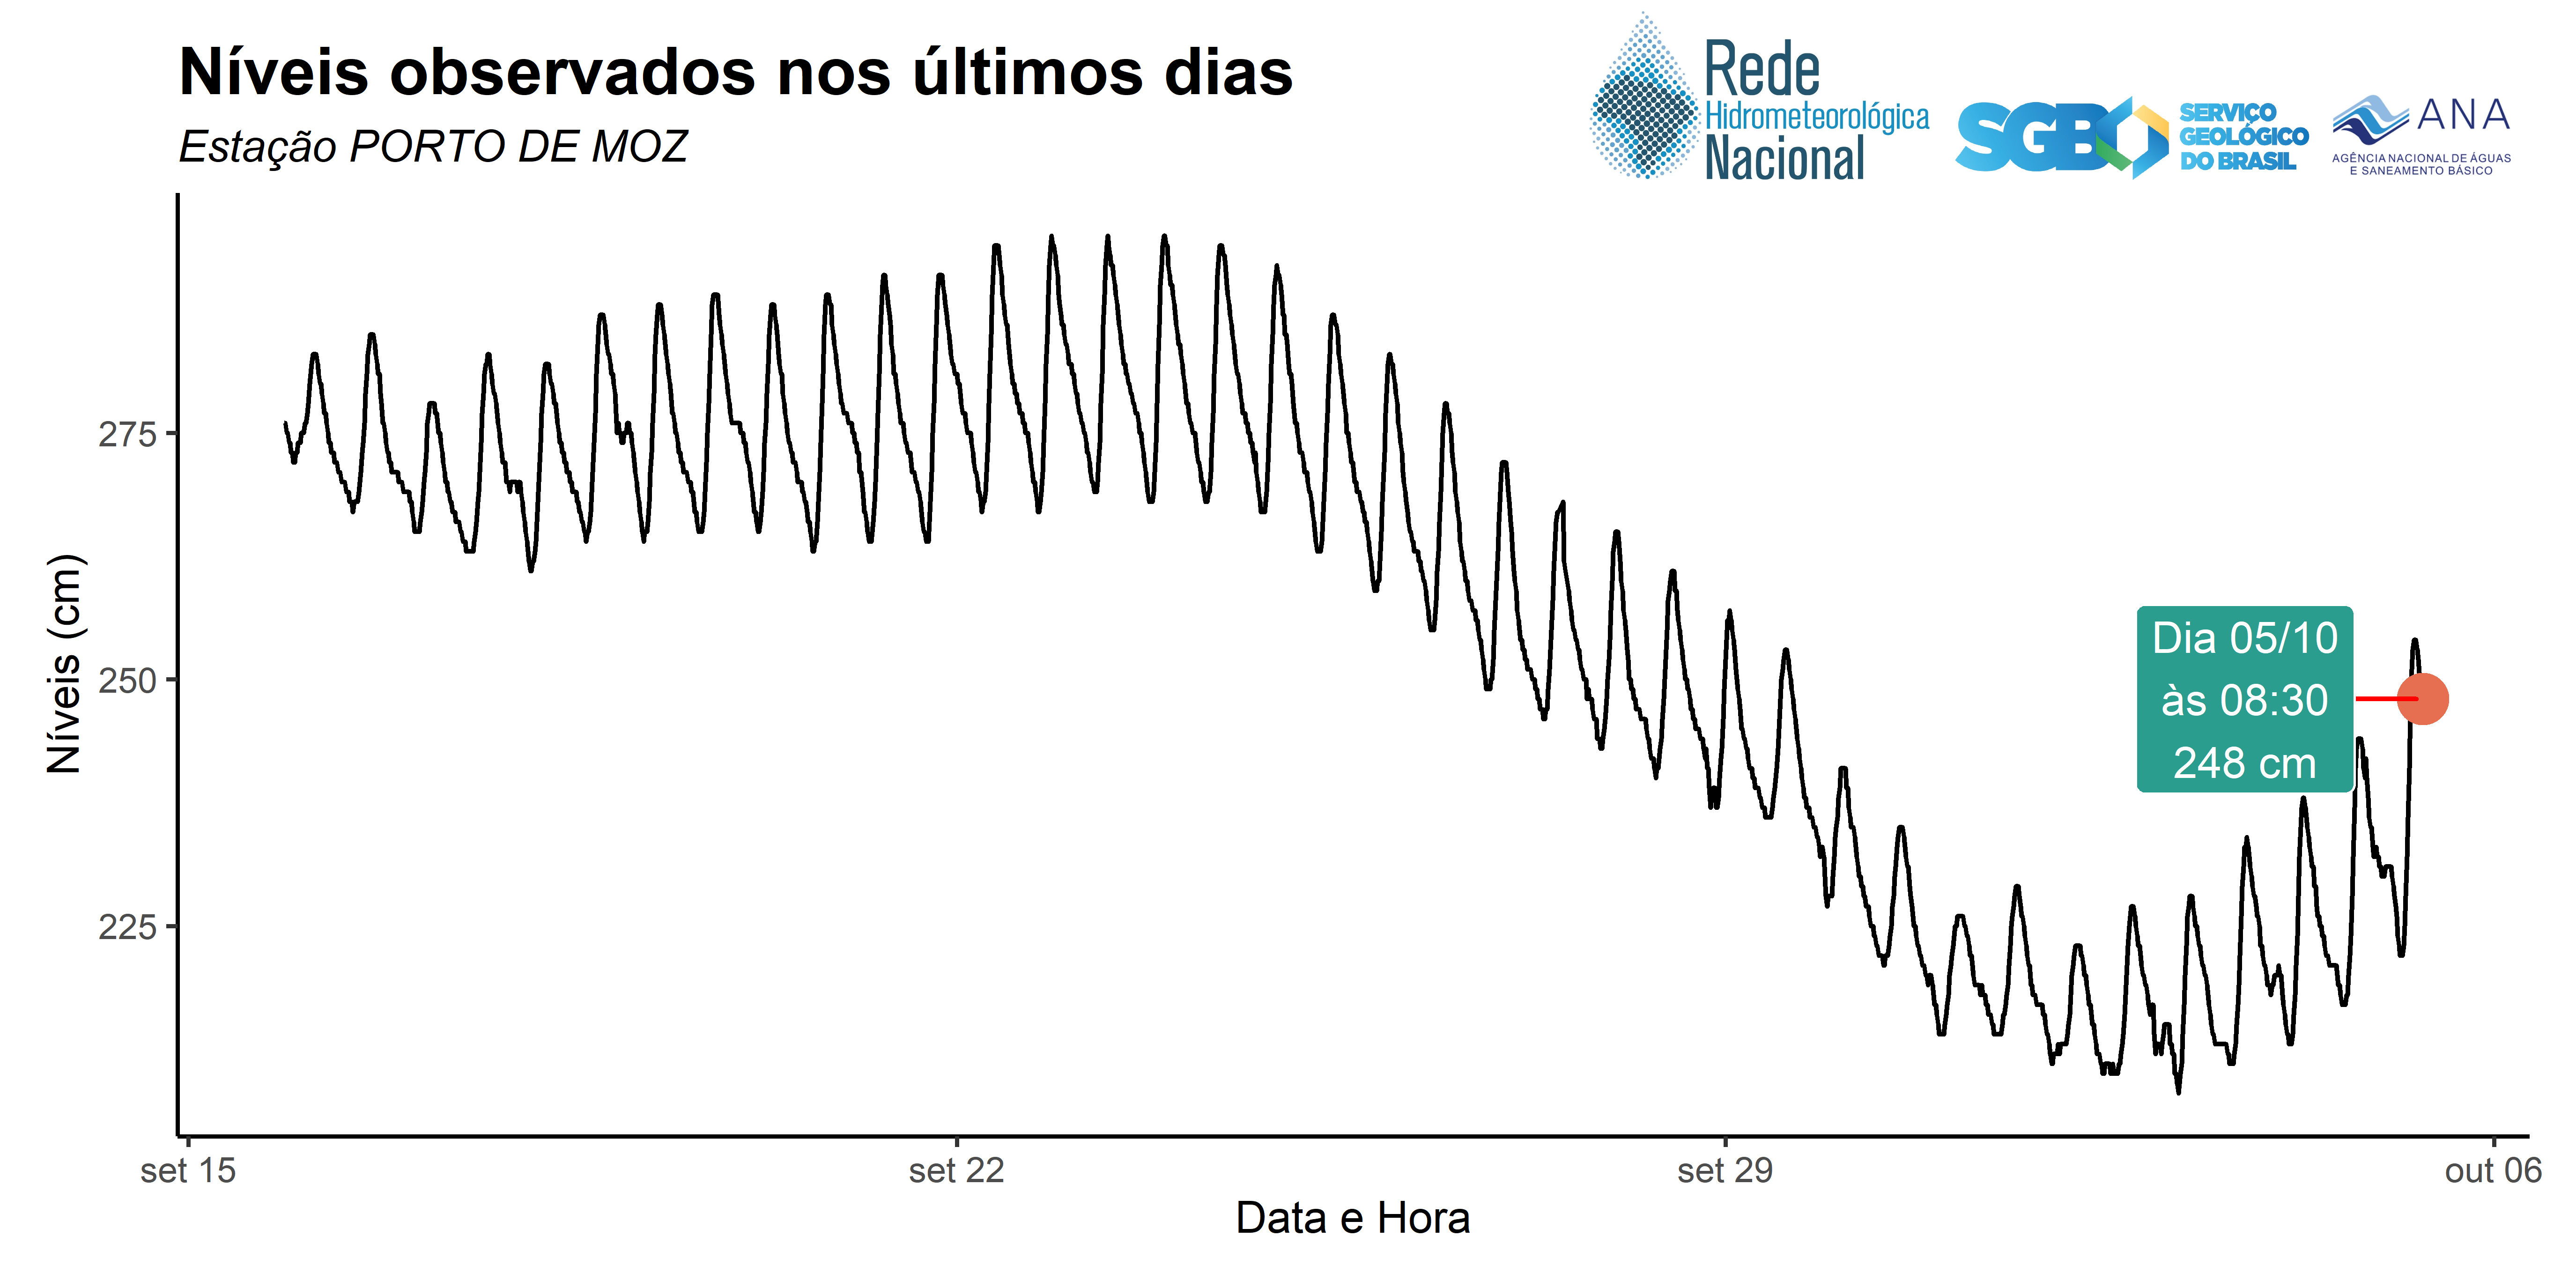 Níveis observados nos últimos dias
Estação PORTO DE MOZ
Rede
Hidrometeorológica
Nacional
SGB
SERVIÇO
GEOLÓGICO
DO BRASIL
ANA
AGÊNCIA NACIONAL DE ÁGUAS
E SANEAMENTO BÁSICO
Níveis (cm)
275
250
225
Dia 05/10
às 08:30
248 cm
set 15
set 22
set 29
out 06
Data e Hora